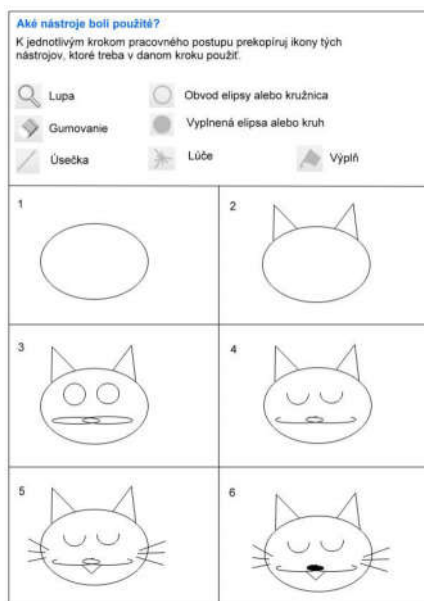 Aké nástroje boli použité?
K jednotlivým krokom pracovného postupu prekopíruj ikony tých
nástrojov, ktoré treba v danom kroku použiť.
Lupa
Obvod elipsy alebo kružnica
Gumovanie
Vyplnená elipsa alebo kruh
Úsečka
Lúče
Výplň
1
2
3
4
5
6